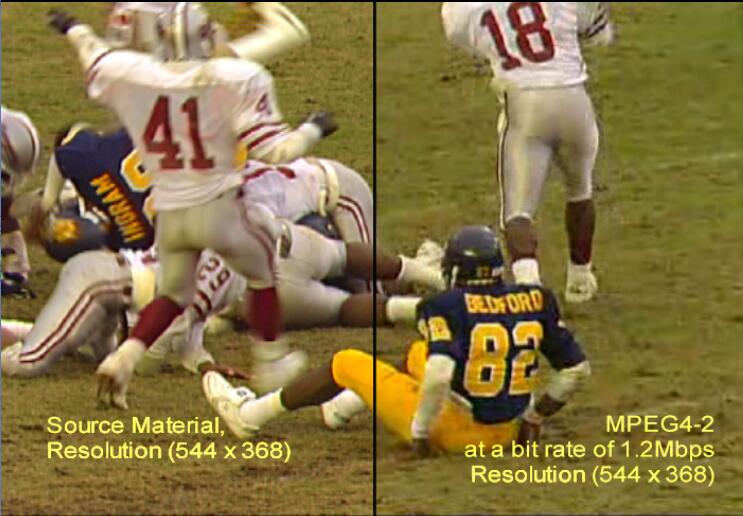 18
41
INGRAM
29
BEDFORD
82
Source Material,
Resolution (544 x 368)
MPEG4-2
at a bit rate of 1.2Mbps
Resolution (544 x 368)